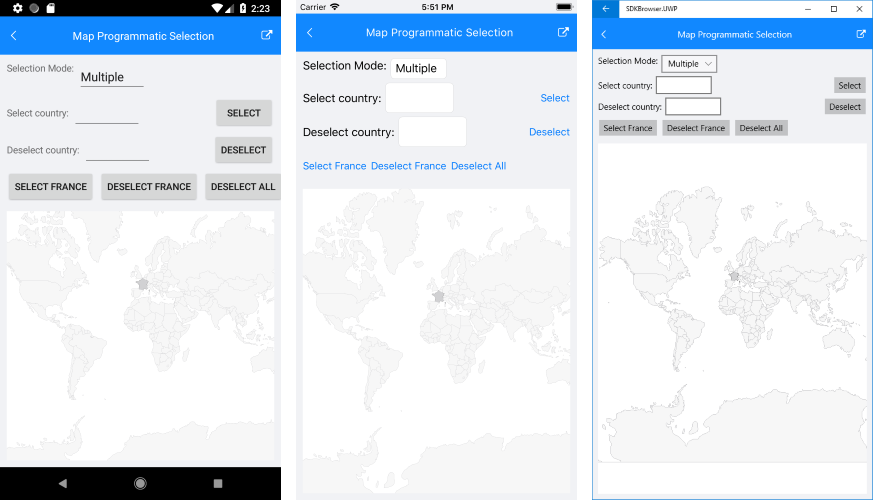 2:23
Map Programmatic Selection
Selection Mode: Multiple
Select country: SELECT
Deselect country: DESELECT
SELECT FRANCE DESELECT FRANCE DESELECT ALL
Carrier 5:51 PM
Map Programmatic Selection
Selection Mode: Multiple
Select country: Select
Deselect country: Deselect
Select France Deselect France Deselect All
SDKBrowser.UWP
Map Programmatic Selection
Selection Mode: Multiple
Select country: Select
Deselect country: Deselect
Select France Deselect France Deselect All